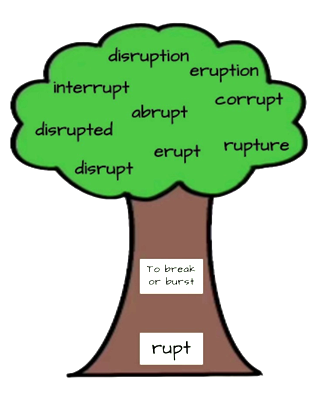 disruption
eruption
interrupt
corrupt
abrupt
disrupted
rupture
erupt
disrupt
To break
or burst
rupt